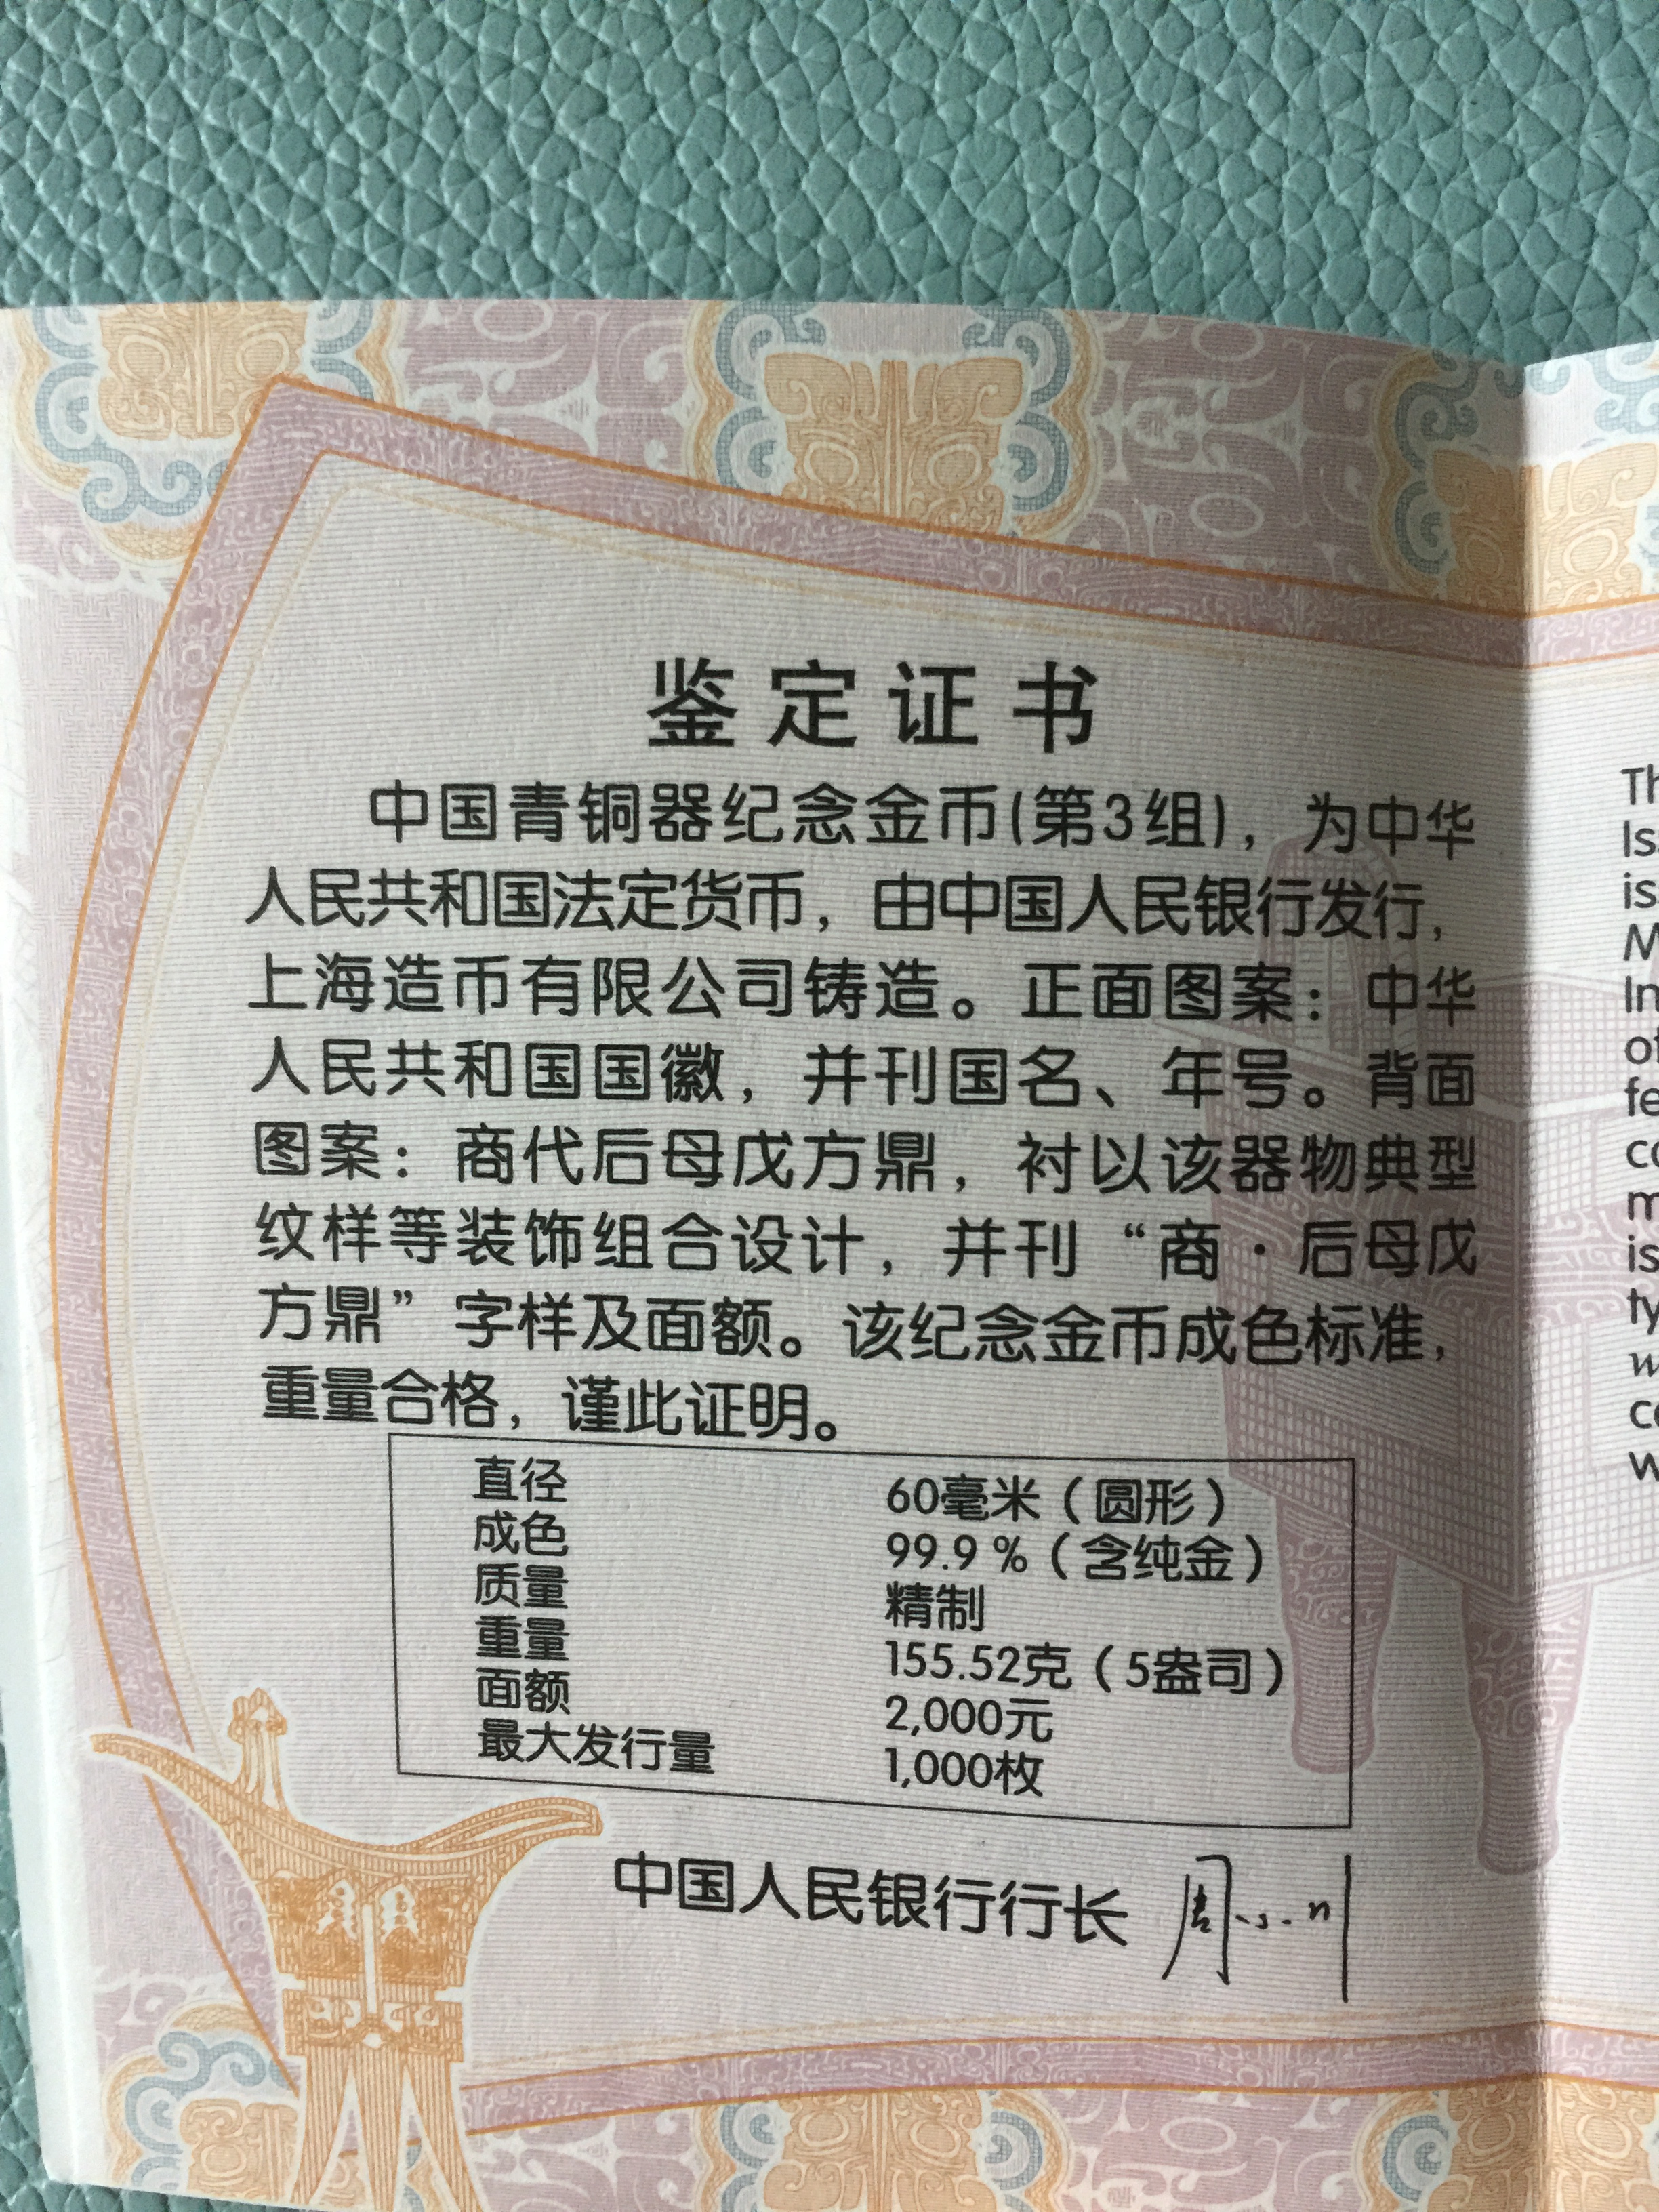 鉴定证书
中国青铜器纪念金币(第3组)，为中华
人民共和国法定货币，由中国人民银行发行，
上海造币有限公司铸造。正面图案：中华
人民共和国国徽，并刊国名、年号。背面
图案：商代后母戊方鼎，衬以该器物典型
纹样等装饰组合设计，并刊“商·后母戊
方鼎”字样及面额。该纪念金币成色标准，
重量合格，谨此证明。
直径 60毫米（圆形）
成色 99.9%（含纯金）
质量 精制
重量 155.52克（5盎司）
面额 2,000元
最大发行量 1,000枚
中国人民银行行长 周小川